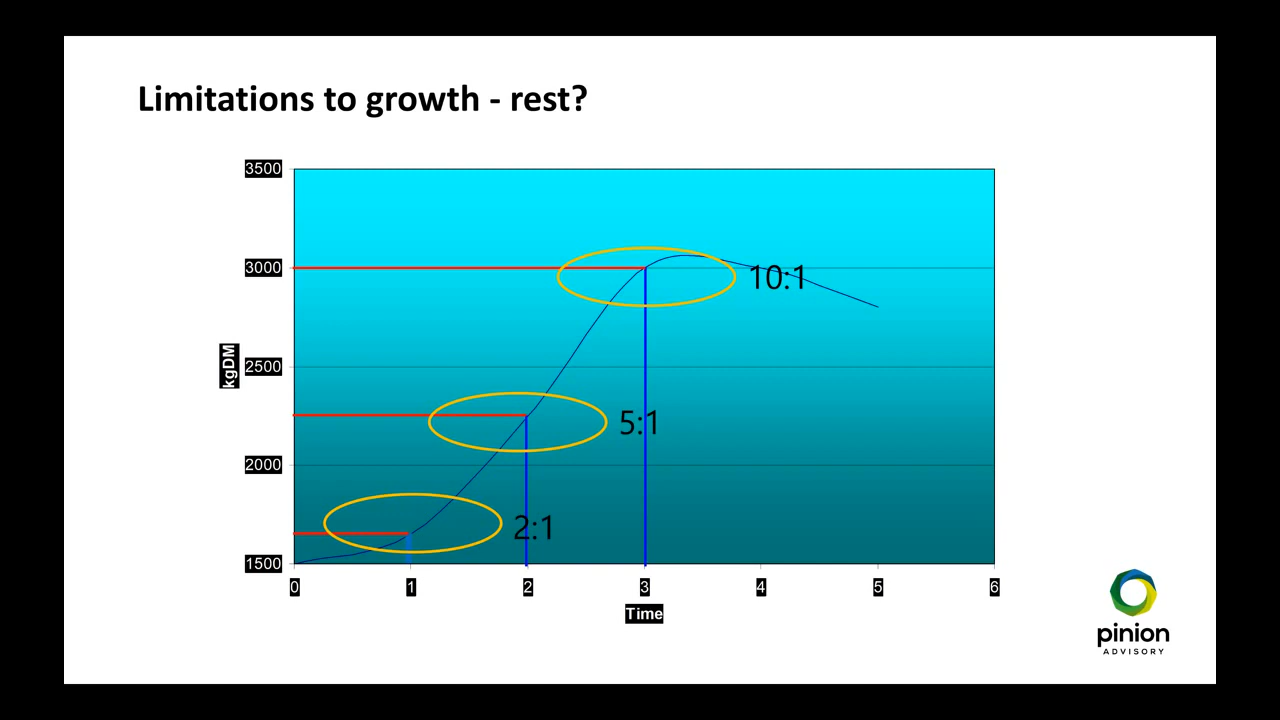 Limitations to growth - rest?
3500
3000
2500
2000
1500
kgDM
10:1
5:1
2:1
0 1 2 3 4 5 6
Time
pinion
ADVISORY